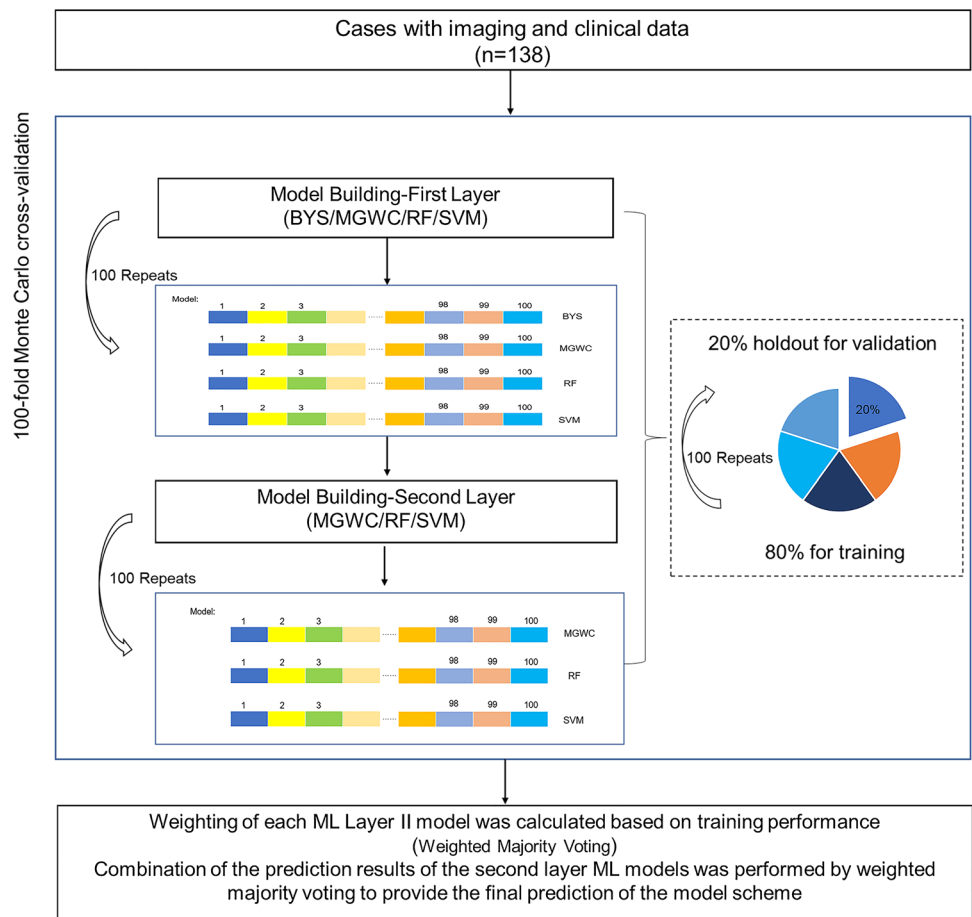 Cases with imaging and clinical data
(n=138)
100-fold Monte Carlo cross-validation
Model Building-First Layer
(BYS/MGWC/RF/SVM)
100 Repeats
Model:
1 2 3 ...... 98 99 100 BYS
1 2 3 ...... 98 99 100 MGWC
1 2 3 ...... 98 99 100 RF
1 2 3 ...... 98 99 100 SVM
Model Building-Second Layer
(MGWC/RF/SVM)
100 Repeats
Model:
1 2 3 ...... 98 99 100 MGWC
1 2 3 ...... 98 99 100 RF
1 2 3 ...... 98 99 100 SVM
20% holdout for validation
20%
100 Repeats
80% for training
Weighting of each ML Layer II model was calculated based on training performance
(Weighted Majority Voting)
Combination of the prediction results of the second layer ML models was performed by weighted
majority voting to provide the final prediction of the model scheme